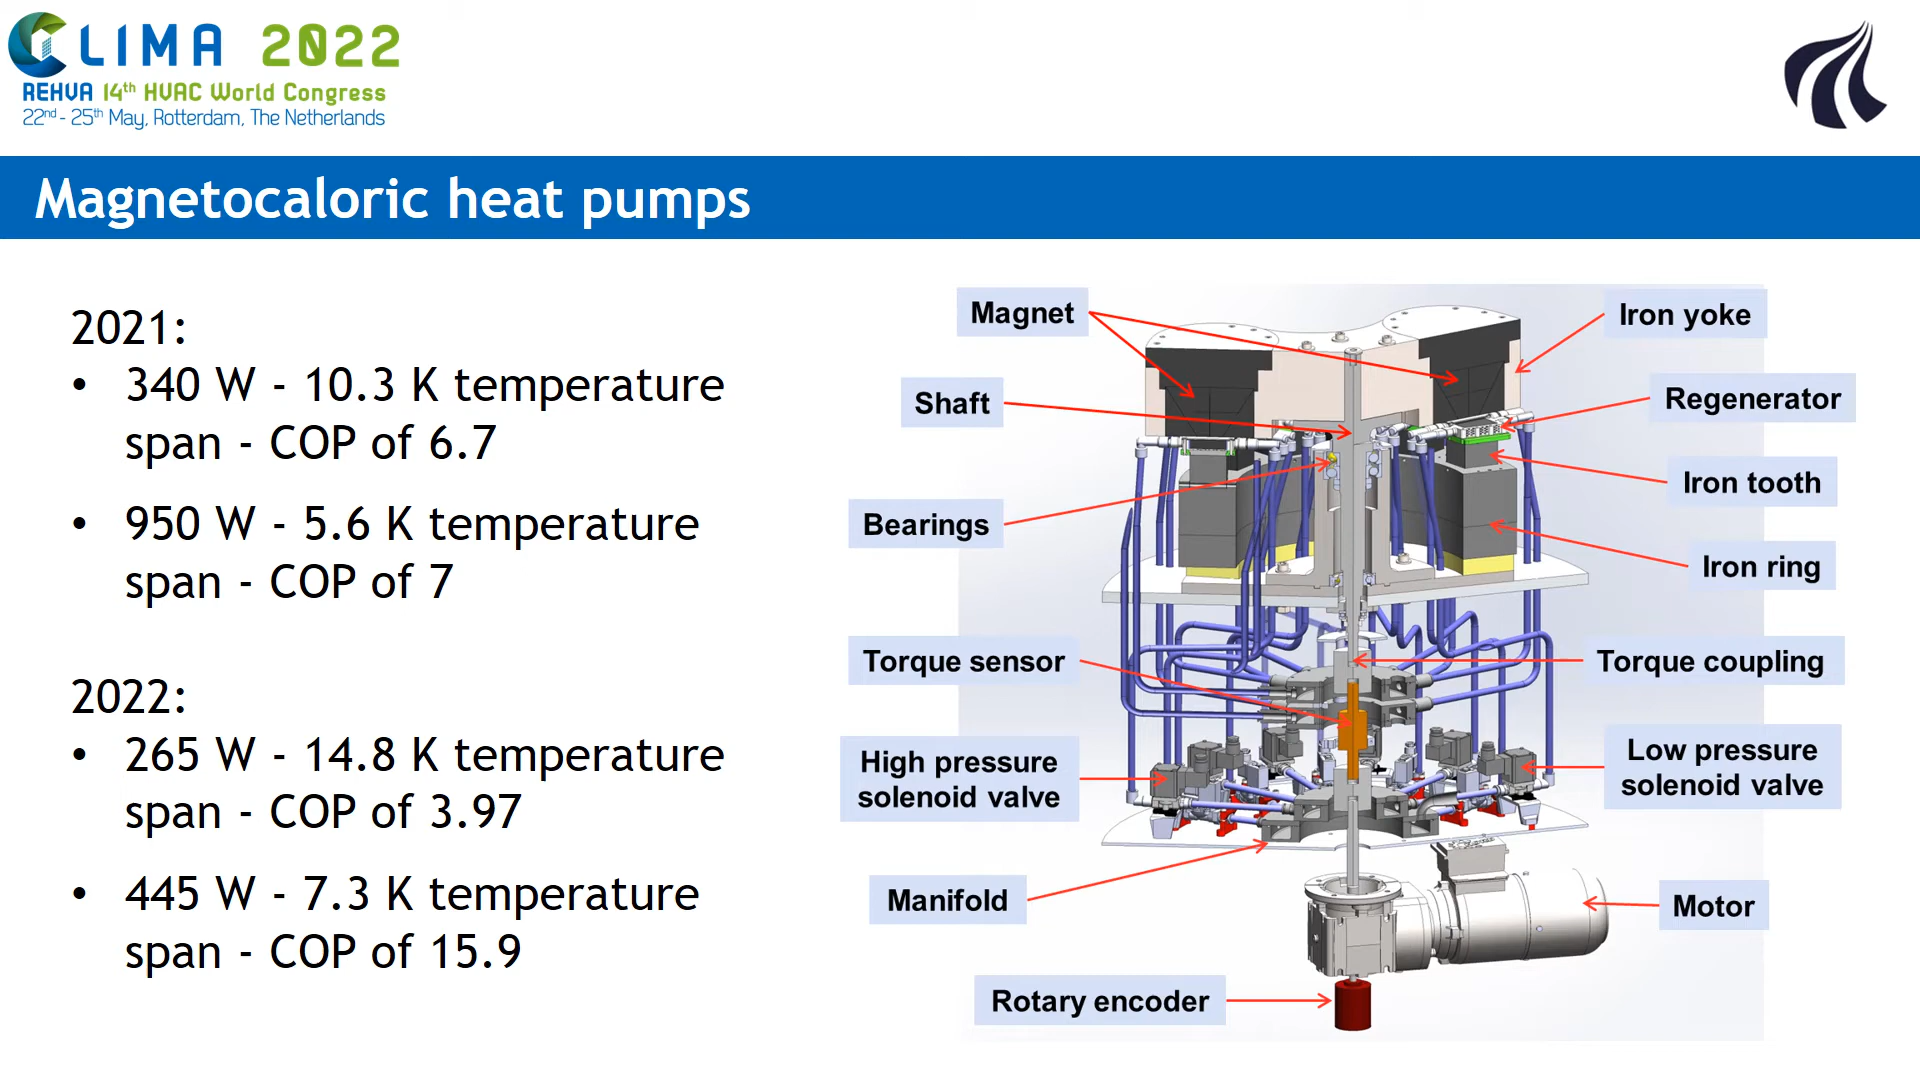 CLIMA 2022
REHVA 14th HVAC World Congress
22nd - 25th May, Rotterdam, The Netherlands
Magnetocaloric heat pumps
2021:
• 340 W - 10.3 K temperature
span - COP of 6.7
• 950 W - 5.6 K temperature
span - COP of 7
2022:
• 265 W - 14.8 K temperature
span - COP of 3.97
• 445 W - 7.3 K temperature
span - COP of 15.9
Magnet
Shaft
Bearings
Torque sensor
High pressure
solenoid valve
Manifold
Rotary encoder
Iron yoke
Regenerator
Iron tooth
Iron ring
Torque coupling
Low pressure
solenoid valve
Motor